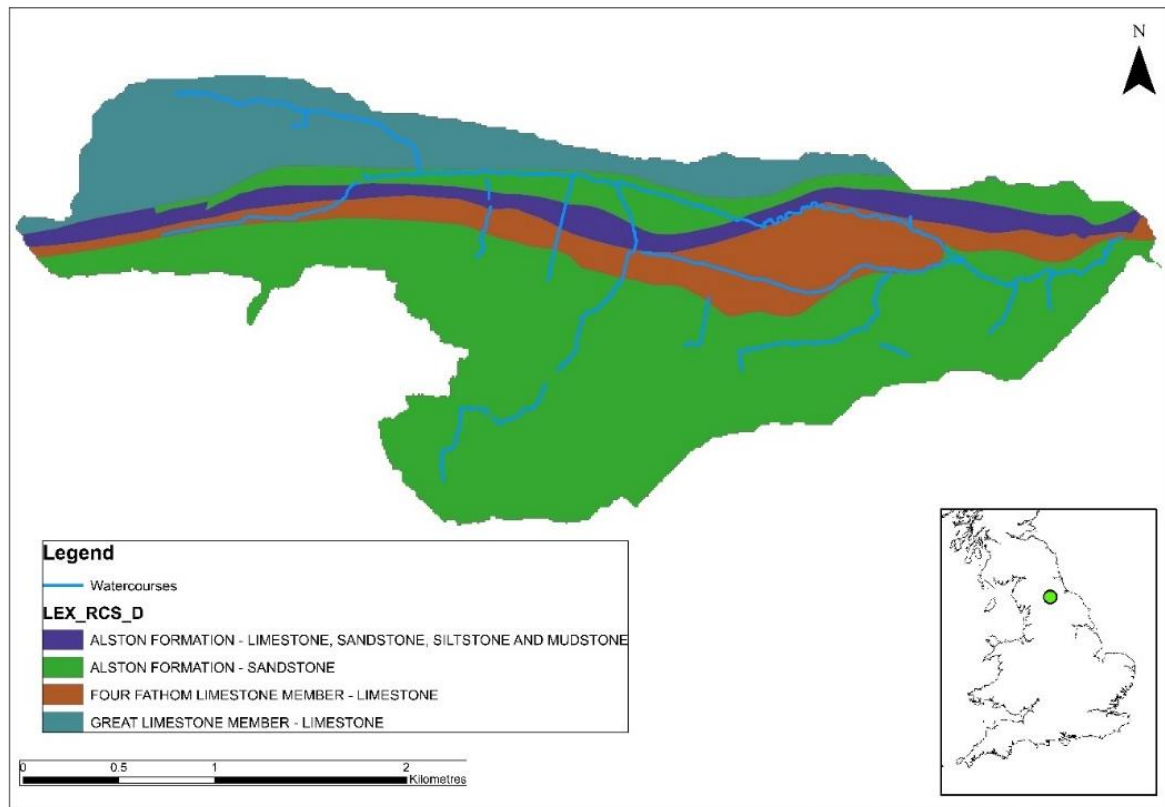 N
Legend
Watercourses
LEX_RCS_D
ALSTON FORMATION - LIMESTONE, SANDSTONE, SILTSTONE AND MUDSTONE
ALSTON FORMATION - SANDSTONE
FOUR FATHOM LIMESTONE MEMBER - LIMESTONE
GREAT LIMESTONE MEMBER - LIMESTONE
0 0.5 1 2
Kilometres